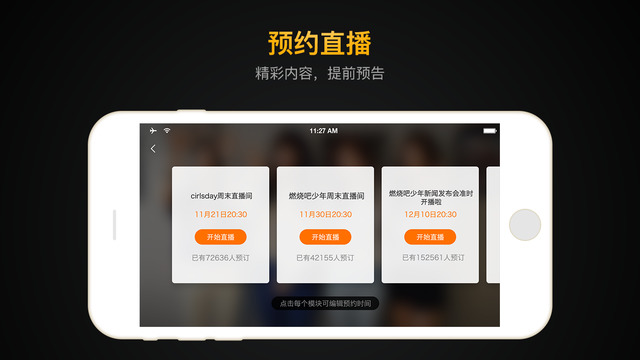 预约直播
精彩内容，提前预告
11:27 AM
cirlsday周末直播间
11月21日20:30
开始直播
已有72636人预订
燃烧吧少年周末直播间
11月30日20:30
开始直播
已有42155人预订
燃烧吧少年新闻发布会准时
开播啦
12月10日20:30
开始直播
已有152561人预订
点击每个模块可编辑预约时间